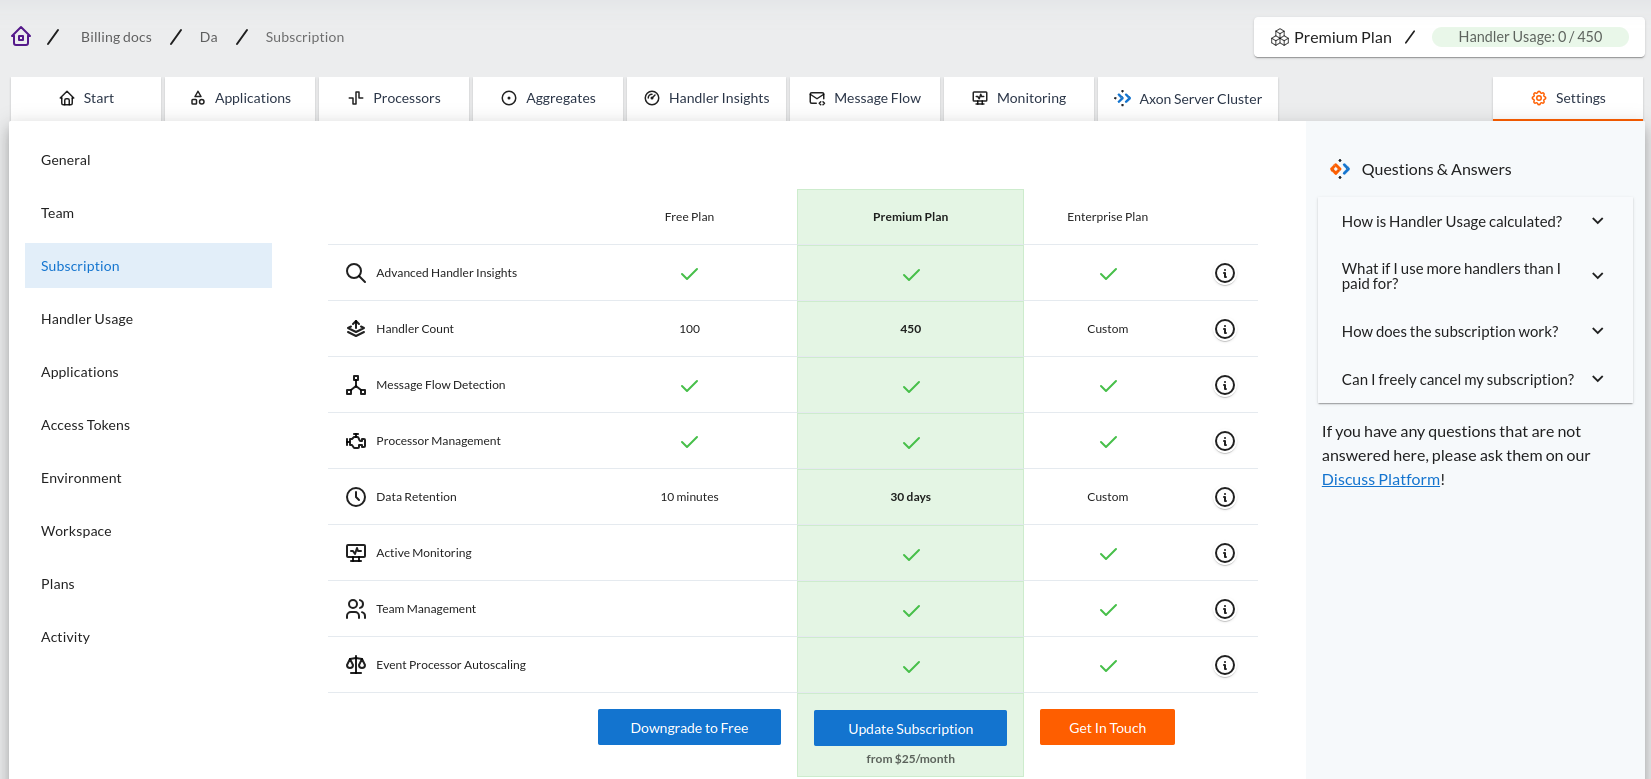 Billing docs / Da / Subscription
Premium Plan / Handler Usage: 0 / 450
Start
Applications
Processors
Aggregates
Handler Insights
Message Flow
Monitoring
Axon Server Cluster
Settings
General
Team
Subscription
Handler Usage
Applications
Access Tokens
Environment
Workspace
Plans
Activity
Free Plan Premium Plan Enterprise Plan
Advanced Handler Insights
Handler Count 100 450 Custom
Message Flow Detection
Processor Management
Data Retention 10 minutes 30 days Custom
Active Monitoring
Team Management
Event Processor Autoscaling
Downgrade to Free
Update Subscription
Get In Touch
from $25/month
Questions & Answers
How is Handler Usage calculated?
What if I use more handlers than I
paid for?
How does the subscription work?
Can I freely cancel my subscription?
If you have any questions that are not
answered here, please ask them on our
Discuss Platform!